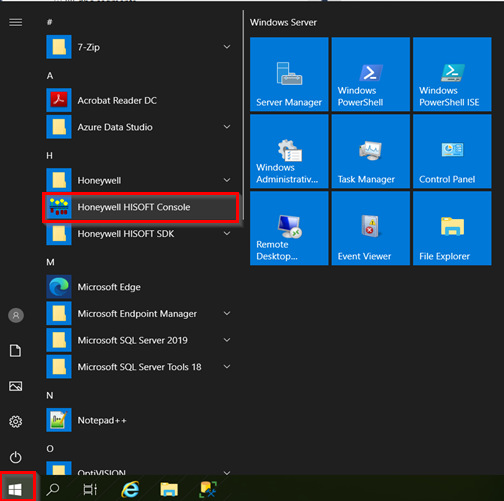 #
7-Zip
A
Acrobat Reader DC
Azure Data Studio
H
Honeywell
Honeywell HISOFT Console
Honeywell HISOFT SDK
M
Microsoft Edge
Microsoft Endpoint Manager
Microsoft SQL Server 2019
Microsoft SQL Server Tools 18
N
Notepad++
O
OptiVISION
Windows Server
Server Manager
Windows
PowerShell
Windows
PowerShell ISE
Windows
Administrativ...
Task Manager
Control Panel
Remote
Desktop...
Event Viewer
File Explorer